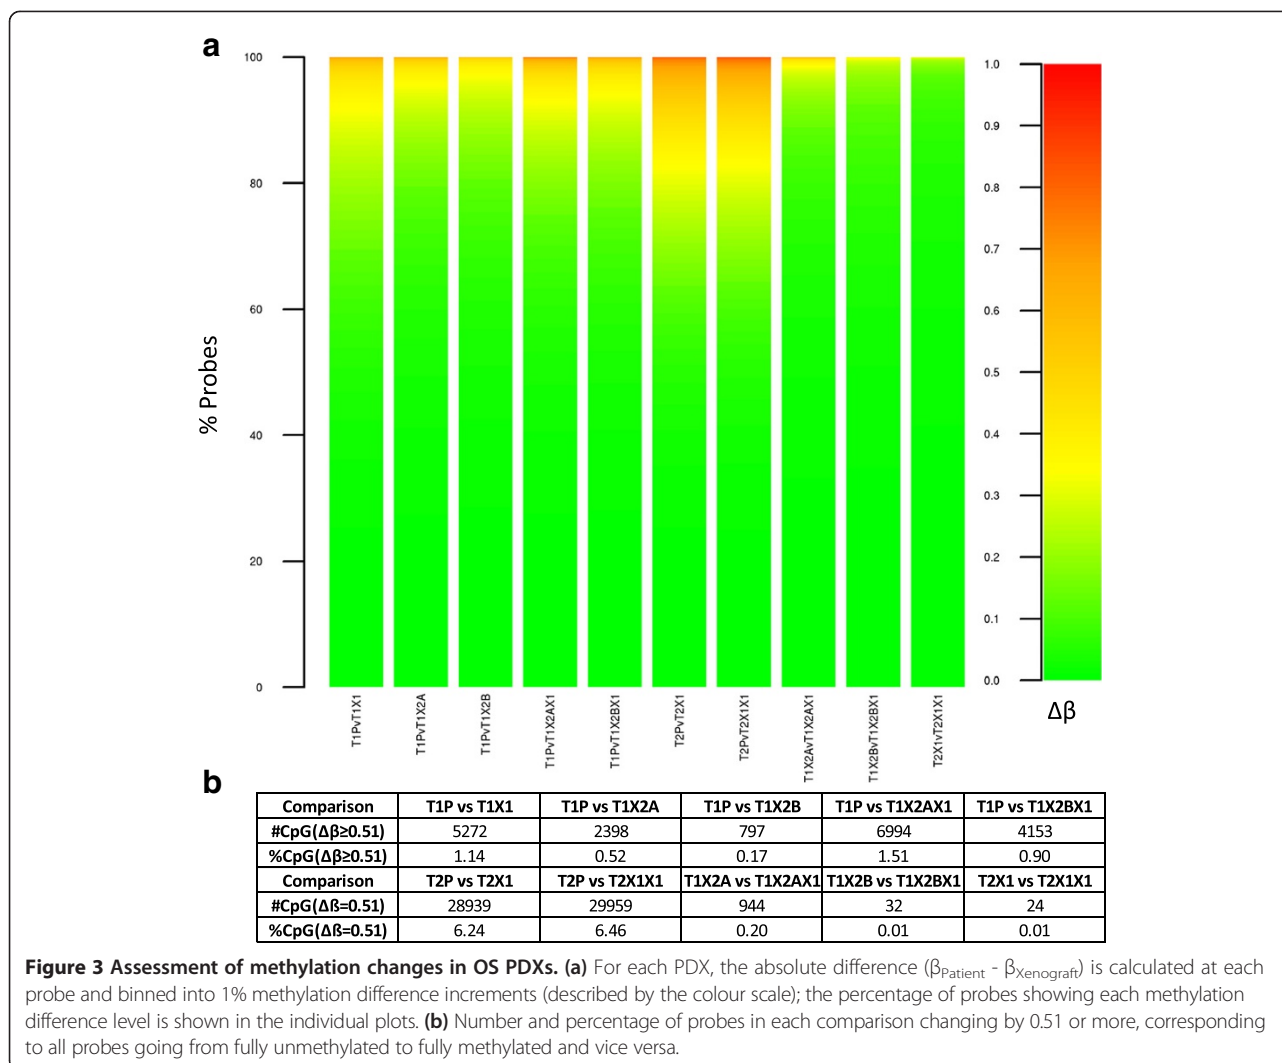 a
100
80
60
40
20
0
% Probes
T1PvT1X1
T1PvT1X2A
T1PvT1X2B
T1PvT1X2AX1
T1PvT1X2BX1
T2PvT2X1
T2PvT2X1X1
T1X2AvT1X2AX1
T1X2BvT1X2BX1
T2X1vT2X1X1
1.0
0.9
0.8
0.7
0.6
0.5
0.4
0.3
0.2
0.1
0.0
Δβ
b
Comparison T1P vs T1X1 T1P vs T1X2A T1P vs T1X2B T1P vs T1X2AX1 T1P vs T1X2BX1
#CpG(Δβ≥0.51) 5272 2398 797 6994 4153
%CpG(Δβ≥0.51) 1.14 0.52 0.17 1.51 0.90
Comparison T2P vs T2X1 T2P vs T2X1X1 T1X2A vs T1X2AX1 T1X2B vs T1X2BX1 T2X1 vs T2X1X1
#CpG(Δß=0.51) 28939 29959 944 32 24
%CpG(Δß=0.51) 6.24 6.46 0.20 0.01 0.01
Figure 3 Assessment of methylation changes in OS PDXs. (a) For each PDX, the absolute difference (βPatient - βXenograft) is calculated at each
probe and binned into 1% methylation difference increments (described by the colour scale); the percentage of probes showing each methylation
difference level is shown in the individual plots. (b) Number and percentage of probes in each comparison changing by 0.51 or more, corresponding
to all probes going from fully unmethylated to fully methylated and vice versa.